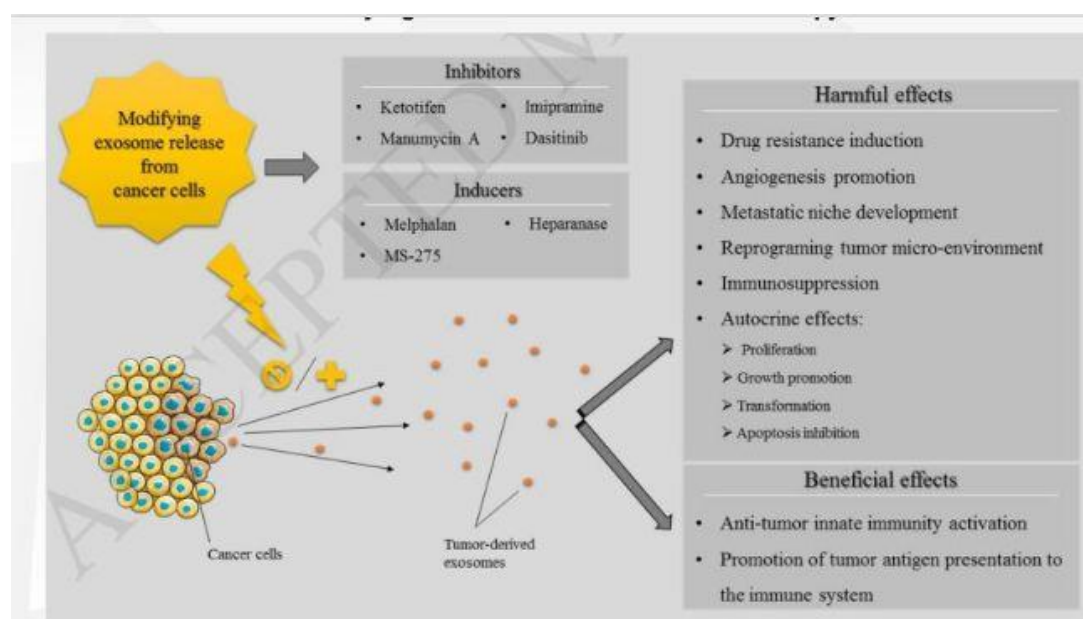 Modifying
exosome release
from
cancer cells
Inhibitors
• Ketotifen • Imipramine
• Manumycin A • Dasitinib
Inducers
• Melphalan • Heparanase
• MS-275
Harmful effects
• Drug resistance induction
• Angiogenesis promotion
• Metastatic niche development
• Reprograming tumor micro-environment
• Immunosuppression
• Autocrine effects:
➢ Proliferation
➢ Growth promotion
➢ Transformation
➢ Apoptosis inhibition
Beneficial effects
• Anti-tumor innate immunity activation
• Promotion of tumor antigen presentation to
the immune system
Cancer cells
Tumor-derived
exosomes